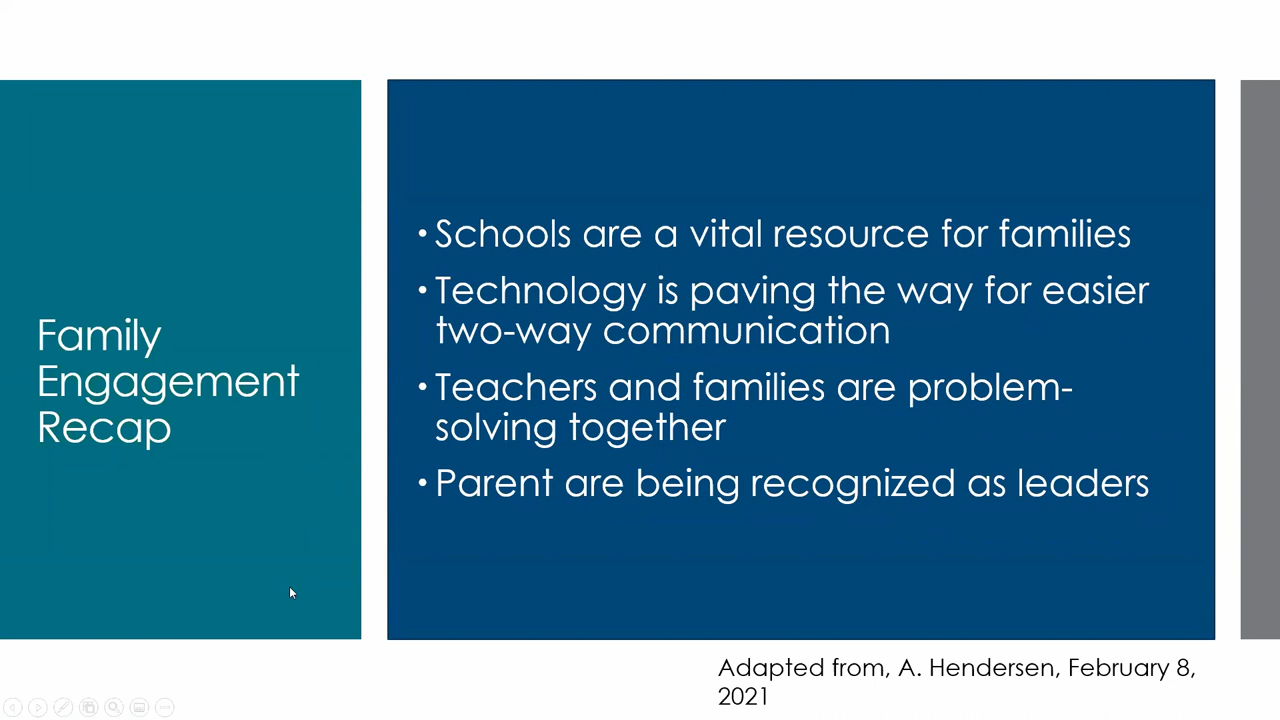 Family
Engagement
Recap
• Schools are a vital resource for families
• Technology is paving the way for easier
two-way communication
• Teachers and families are problem-
solving together
• Parent are being recognized as leaders
Adapted from, A. Hendersen, February 8,
2021